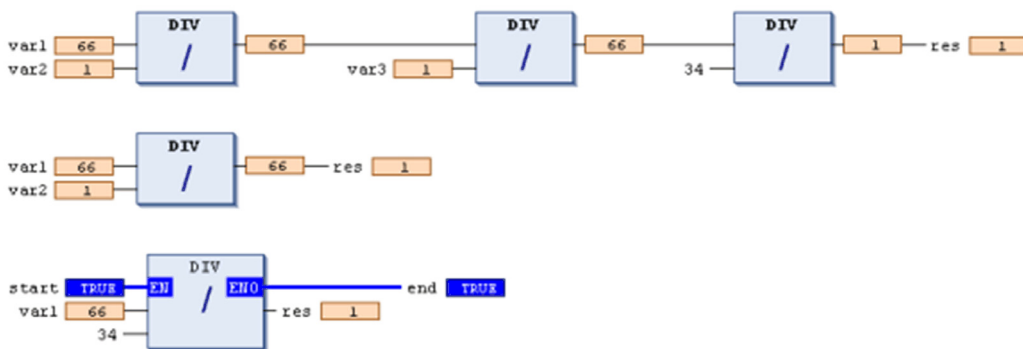 DIV DIV DIV
var1 66 / 66 / 66 / 1 res 1
var2 1 var3 1 34
DIV
var1 66 / 66 res 1
var2 1
DIV
start TRUE EN ENO end TRUE
var1 66 / res 1
34